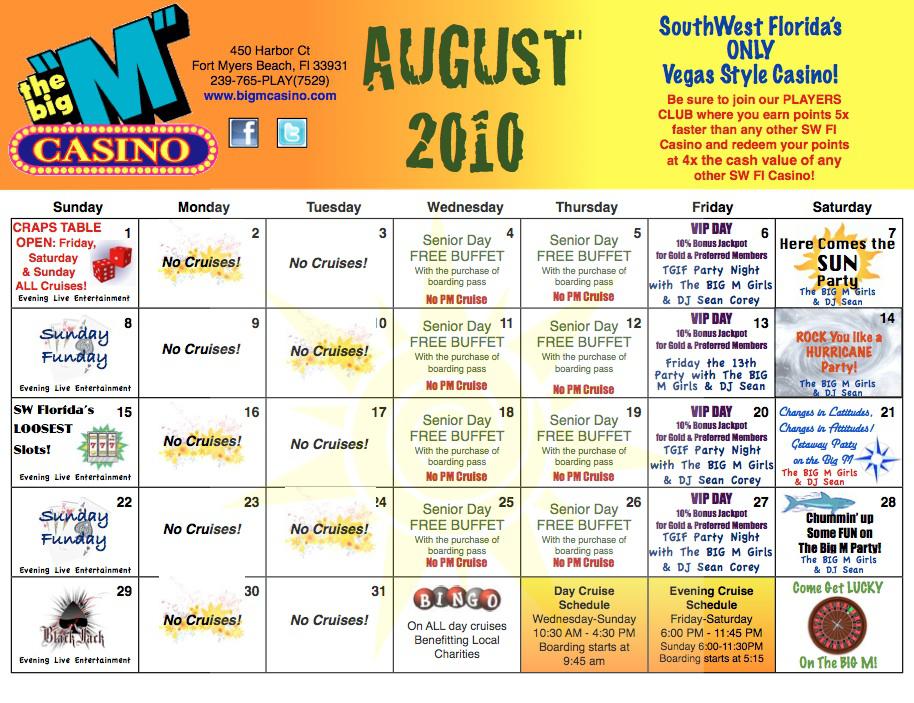 the big "M"
CASINO
450 Harbor Ct
Fort Myers Beach, Fl 33931
239-765-PLAY(7529)
www.bigmcasino.com
f
t
AUGUST
2010
SouthWest Florida's
ONLY
Vegas Style Casino!
Be sure to join our PLAYERS
CLUB where you earn points 5x
faster than any other SW Fl
Casino and redeem your points
at 4x the cash value of any
other SW Fl Casino!
Sunday Monday Tuesday Wednesday Thursday Friday Saturday
1
CRAPS TABLE
OPEN: Friday,
Saturday
& Sunday
ALL Cruises!
Evening Live Entertainment
2
No Cruises!
3
No Cruises!
4
Senior Day
FREE BUFFET
With the purchase of
boarding pass
No PM Cruise
5
Senior Day
FREE BUFFET
With the purchase of
boarding pass
No PM Cruise
6
VIP DAY
10% Bonus Jackpot
for Gold & Preferred Members
TGIF Party Night
with The BIG M Girls
& DJ Sean Corey
7
Here Comes the
SUN
Party
The BIG M Girls
& DJ Sean
8
Sunday
Funday
Evening Live Entertainment
9
No Cruises!
10
No Cruises!
11
Senior Day
FREE BUFFET
With the purchase of
boarding pass
No PM Cruise
12
Senior Day
FREE BUFFET
With the purchase of
boarding pass
No PM Cruise
13
VIP DAY
10% Bonus Jackpot
for Gold & Preferred Members
Friday the 13th
Party with The BIG
M Girls & DJ Sean
14
ROCK You like a
HURRICANE
Party!
The BIG M Girls
& DJ Sean
15
SW Florida's
LOOSEST
Slots!
777
Evening Live Entertainment
16
No Cruises!
17
No Cruises!
18
Senior Day
FREE BUFFET
With the purchase of
boarding pass
No PM Cruise
19
Senior Day
FREE BUFFET
With the purchase of
boarding pass
No PM Cruise
20
VIP DAY
10% Bonus Jackpot
for Gold & Preferred Members
TGIF Party Night
with The BIG M Girls
& DJ Sean Corey
21
Changes in Latitudes,
Changes in Attitudes!
Getaway Party
on the Big M
The BIG M Girls
& DJ Sean
22
Sunday
Funday
Evening Live Entertainment
23
No Cruises!
24
No Cruises!
25
Senior Day
FREE BUFFET
With the purchase of
boarding pass
No PM Cruise
26
Senior Day
FREE BUFFET
With the purchase of
boarding pass
No PM Cruise
27
VIP DAY
10% Bonus Jackpot
for Gold & Preferred Members
TGIF Party Night
with The BIG M Girls
& DJ Sean Corey
28
Chummin' up
Some FUN on
The Big M Party!
The BIG M Girls
& DJ Sean
29
Black Jack
Evening Live Entertainment
30
No Cruises!
31
No Cruises!
BINGO
On ALL day cruises
Benefitting Local
Charities
Day Cruise
Schedule
Wednesday-Sunday
10:30 AM - 4:30 PM
Boarding starts at
9:45 am
Evening Cruise
Schedule
Friday-Saturday
6:00 PM - 11:45 PM
Sunday 6:00-11:30PM
Boarding starts at 5:15
Come Get LUCKY
On The BIG M!